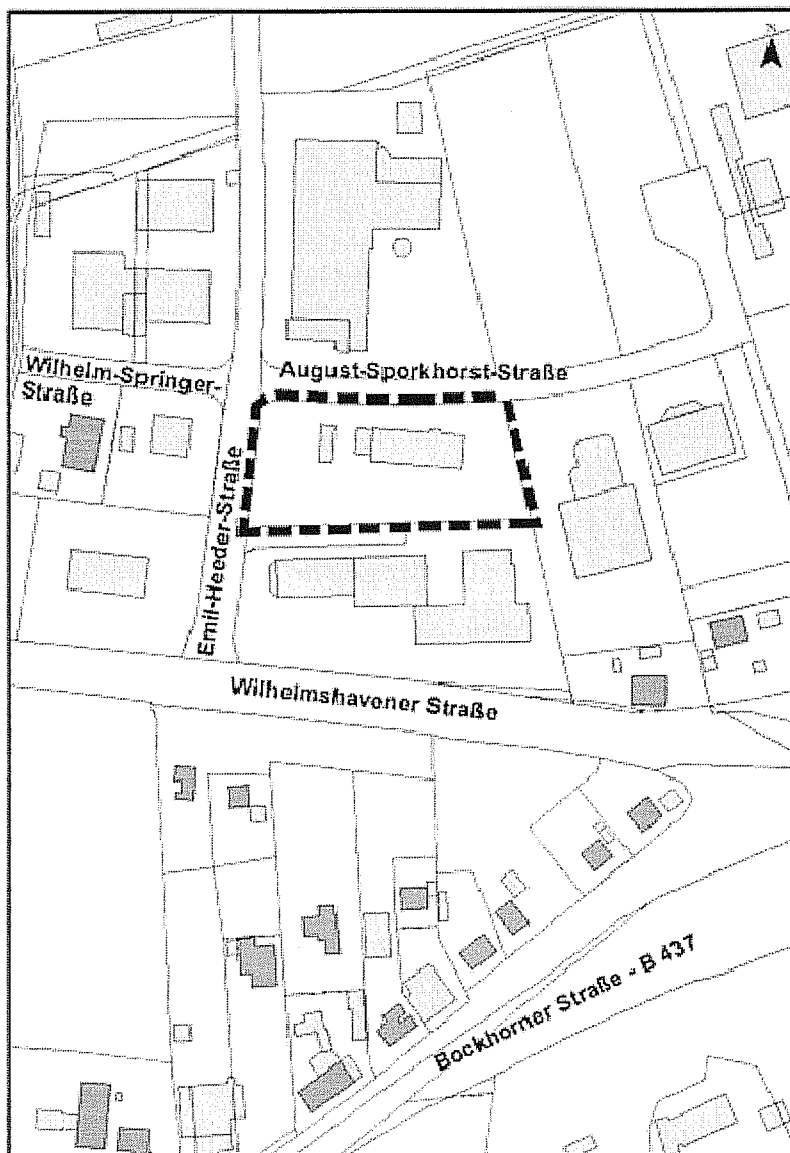 N
Wilhelm-Springer-
Straße
August-Sporkhorst-Straße
Emil-Heeder-Straße
Wilhelmshavener Straße
Bockhorner Straße - B 437